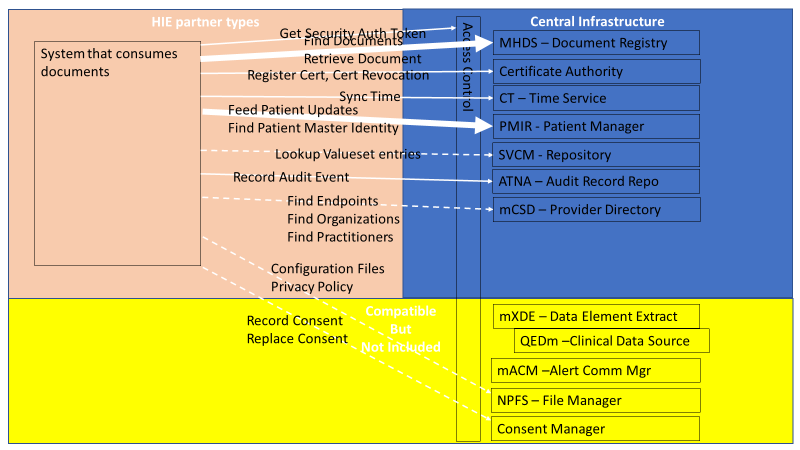 HIE partner types
Central Infrastructure
System that consumes
documents
Get Security Auth Token
Find Documents
Retrieve Document
Register Cert, Cert Revocation
Sync Time
Feed Patient Updates
Find Patient Master Identity
Lookup Valueset entries
Record Audit Event
Find Endpoints
Find Organizations
Find Practitioners
Configuration Files
Privacy Policy
Record Consent
Replace Consent
Access Control
MHDS – Document Registry
Certificate Authority
CT – Time Service
PMIR - Patient Manager
SVCM - Repository
ATNA – Audit Record Repo
mCSD – Provider Directory
Compatible
But
Not Included
mXDE – Data Element Extract
QEDm –Clinical Data Source
mACM –Alert Comm Mgr
NPFS – File Manager
Consent Manager